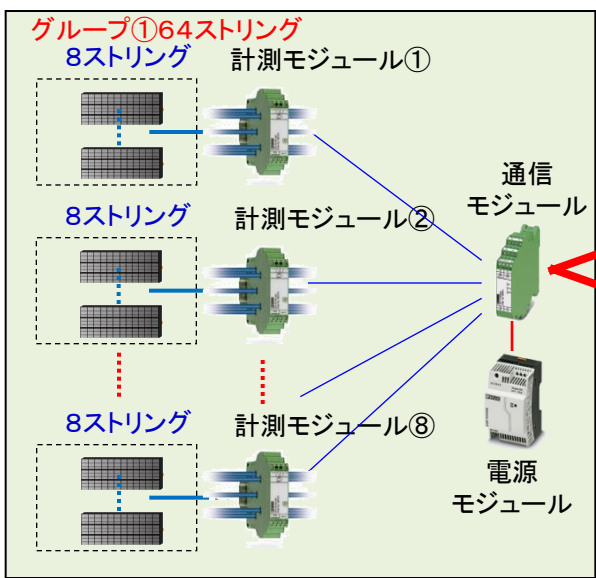 グループ①64ストリング
8ストリング
計測モジュール①
8ストリング
計測モジュール②
通信
モジュール
8ストリング
計測モジュール⑧
電源
モジュール